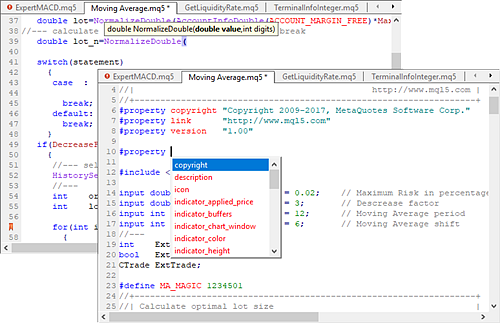 ExpertMACD.mq5 Moving Average.mq5 * GetLiquidityRate.mq5 TerminalInfoInteger.mq5
37 double lot=NormalizeDouble(AccountInfoDouble(ACCOUNT_MARGIN_FREE)*Max
38 //--- calculate break
double NormalizeDouble(double value,int digits)
39 double lot_n=NormalizeDouble(
40
41 switch(statement)
42 {
43 case :
44
45 break;
46 default:
47 break;
48 }
49 if(DecreaseF
50 {
51 //--- sel
52 HistorySe
53 //---
54 int
55 int
56
for(int i
58 {
ExpertMACD.mq5 Moving Average.mq5 * GetLiquidityRate.mq5 TerminalInfoInteger.mq5
4 //| http://www.mql5.com |
5 //+------------------------------------------------------------------+
6 #property copyright "Copyright 2009-2017, MetaQuotes Software Corp."
7 #property link "http://www.mql5.com"
8 #property version "1.00"
9
10 #property
copyright
description
icon
indicator_applied_price
indicator_buffers
indicator_chart_window
indicator_color
indicator_height
11
12 #include <
13
14 input doub = 0.02; // Maximum Risk in percentage
15 input doub = 3; // Descrease factor
16 input int = 12; // Moving Average period
17 input int = 6; // Moving Average shift
18 //---
19 int Ext
20 bool Ext
21 CTrade ExtTrade;
22
23 #define MA_MAGIC 1234501
24 //+------------------------------------------------------------------+
25 //| Calculate optimal lot size |